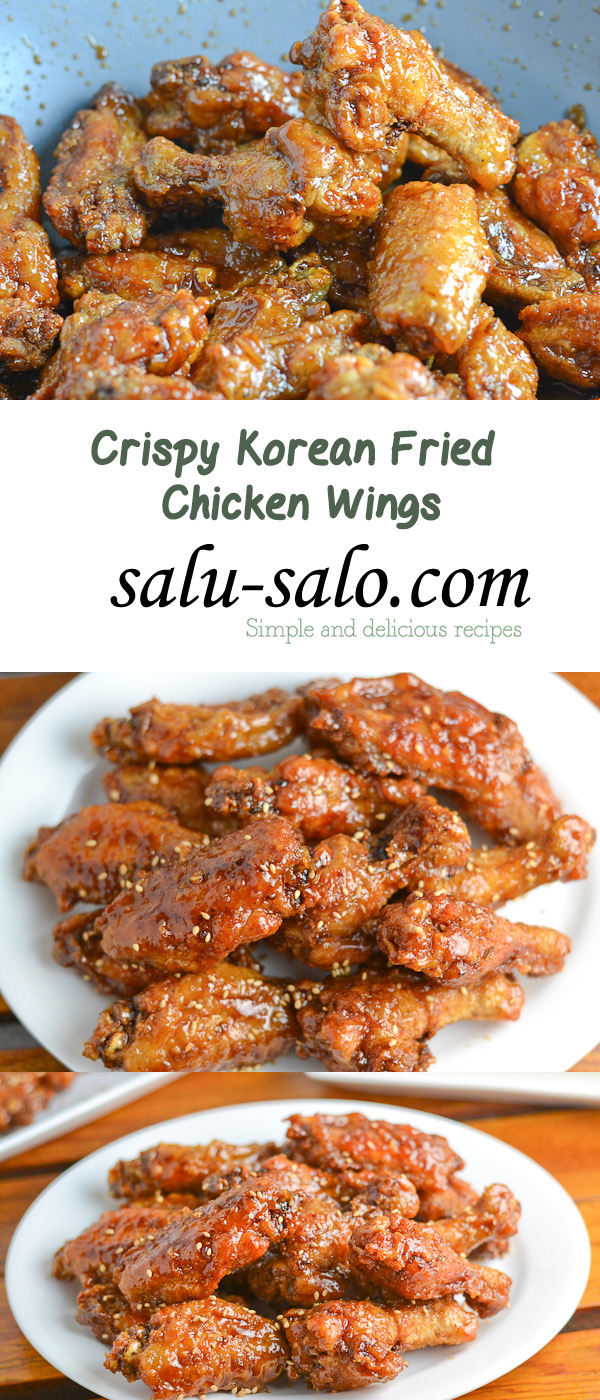 Crispy Korean Fried
Chicken Wings
salu-salo.com
Simple and delicious recipes